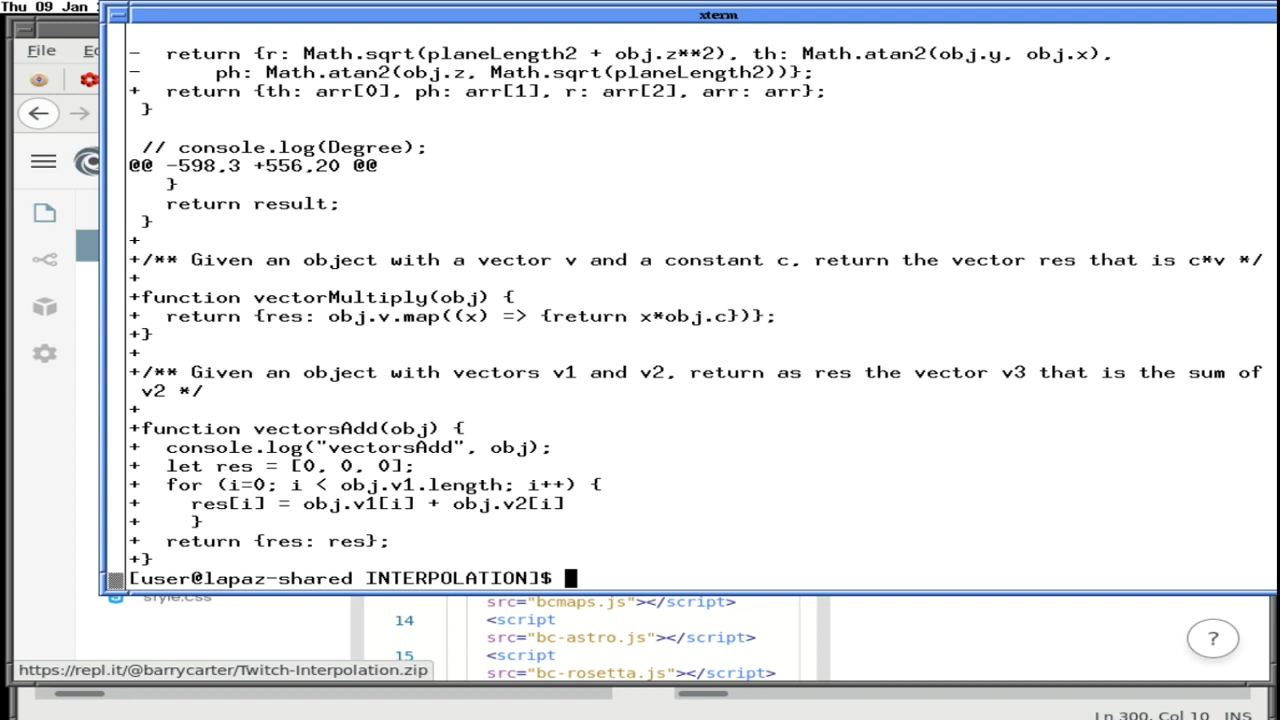 Thu 09 Jan
xterm
File
-  return {r: Math.sqrt(planeLength2 + obj.z**2), th: Math.atan2(obj.y, obj.x),
-      ph: Math.atan2(obj.z, Math.sqrt(planeLength2))};
+  return {th: arr[0], ph: arr[1], r: arr[2], arr: arr};
 }
 // console.log(Degree);
@@ -598,3 +556,20 @@
   }
   return result;
 }
+
+/** Given an object with a vector v and a constant c, return the vector res that is c*v */
+
+function vectorMultiply(obj) {
+  return {res: obj.v.map((x) => {return x*obj.c})};
+}
+
+/** Given an object with vectors v1 and v2, return as res the vector v3 that is the sum of
 v2 */
+
+function vectorsAdd(obj) {
+  console.log("vectorsAdd", obj);
+  let res = [0, 0, 0];
+  for (i=0; i < obj.v1.length; i++) {
+    res[i] = obj.v1[i] + obj.v2[i]
+    }
+  return {res: res};
+}
[user@lapaz-shared INTERPOLATION]$
style.css
src="bcmaps.js"></script>
14 <script
src="bc-astro.js"></script>
15 <script
src="bc-rosetta.js"></script>
?
https://repl.it/@barrycarter/Twitch-Interpolation.zip
Ln 300, Col 10 INS